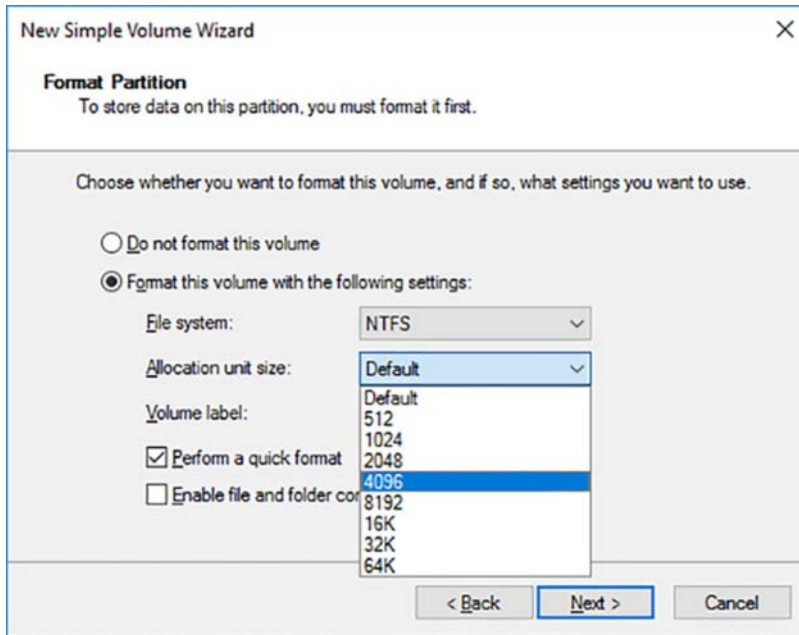 New Simple Volume Wizard
Format Partition
To store data on this partition, you must format it first.
Choose whether you want to format this volume, and if so, what settings you want to use.
Do not format this volume
Format this volume with the following settings:
File system: NTFS
Allocation unit size: Default
Volume label:
Perform a quick format
Enable file and folder
Default
512
1024
2048
4096
8192
16K
32K
64K
< Back Next > Cancel